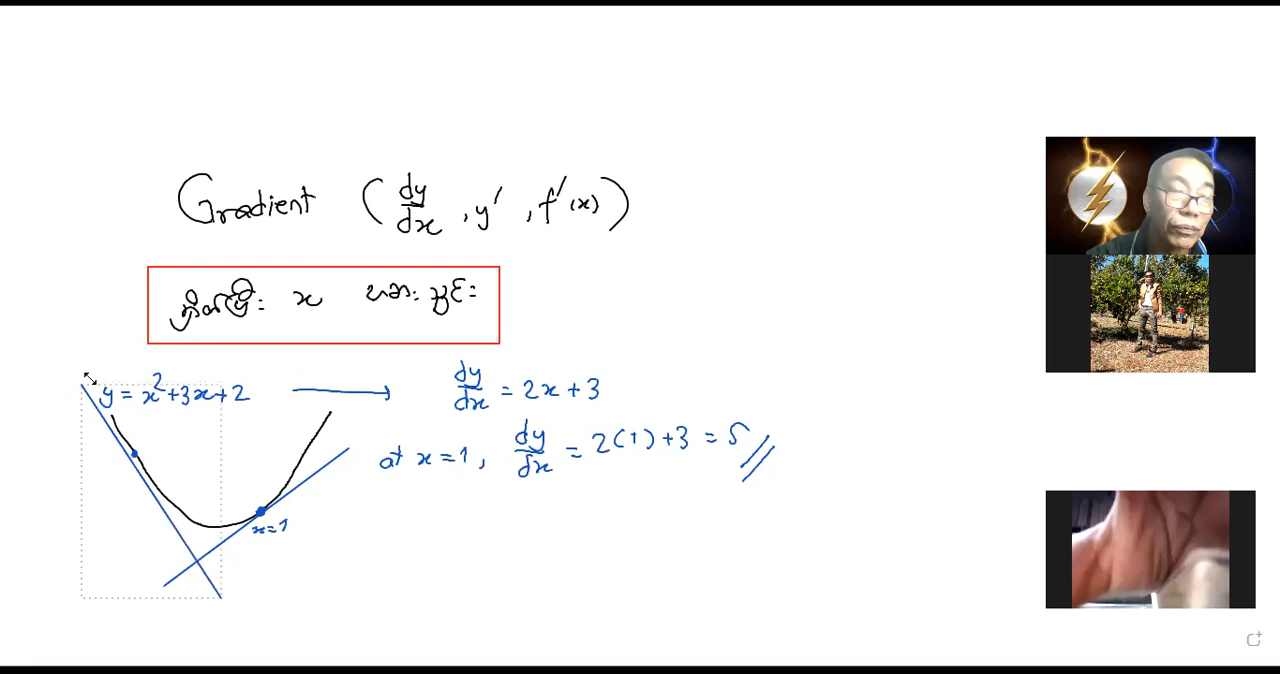 Gradient (dy/dx , y′ , f′(x))
x
y = x²+3x+2 → dy/dx = 2x+3
at x=1, dy/dx = 2(1)+3 = 5 //
x=1